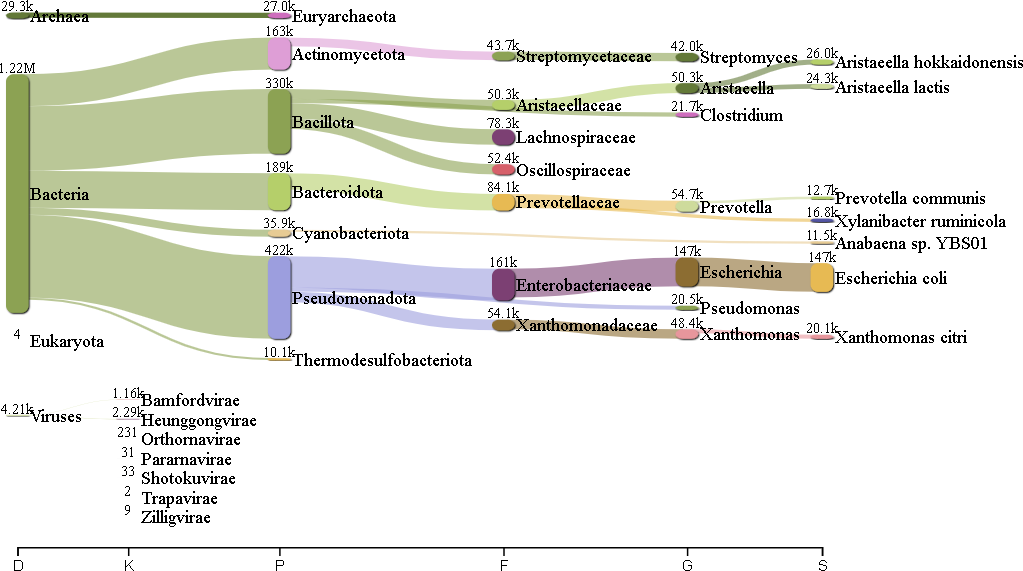 29.3k Archaea
27.0k Euryarchaeota
163k Actinomycetota
43.7k Streptomycetaceae
42.0k Streptomyces
26.0k Aristaeella hokkaidonensis
1.22M Bacteria
330k Bacillota
50.3k Aristaeellaceae
50.3k Aristaeella
24.3k Aristaeella lactis
21.7k Clostridium
78.3k Lachnospiraceae
52.4k Oscillospiraceae
189k Bacteroidota
84.1k Prevotellaceae
54.7k Prevotella
12.7k Prevotella communis
16.8k Xylanibacter ruminicola
35.9k Cyanobacteriota
11.5k Anabaena sp. YBS01
422k Pseudomonadota
161k Enterobacteriaceae
147k Escherichia
147k Escherichia coli
20.5k Pseudomonas
54.1k Xanthomonadaceae
48.4k Xanthomonas
20.1k Xanthomonas citri
4 Eukaryota
10.1k Thermodesulfobacteriota
4.21k Viruses
1.16k Bamfordvirae
2.29k Heunggongvirae
231 Orthornavirae
31 Pararnavirae
33 Shotokuvirae
2 Trapavirae
9 Zilligvirae
D K P F G S